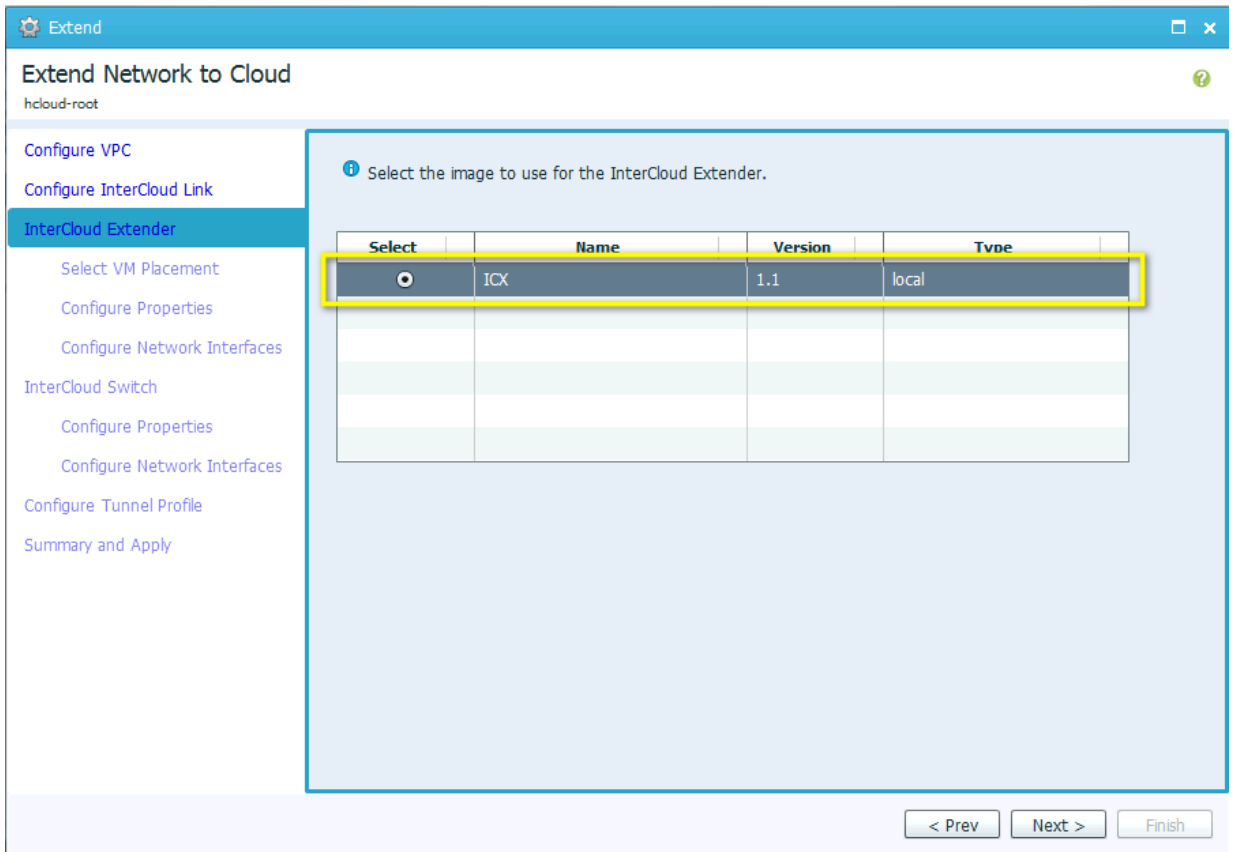 Extend
Extend Network to Cloud
hcloud-root
Configure VPC
Configure InterCloud Link
InterCloud Extender
Select VM Placement
Configure Properties
Configure Network Interfaces
InterCloud Switch
Configure Properties
Configure Network Interfaces
Configure Tunnel Profile
Summary and Apply
Select the image to use for the InterCloud Extender.
Select Name Version Type
ICX 1.1 local
< Prev Next > Finish